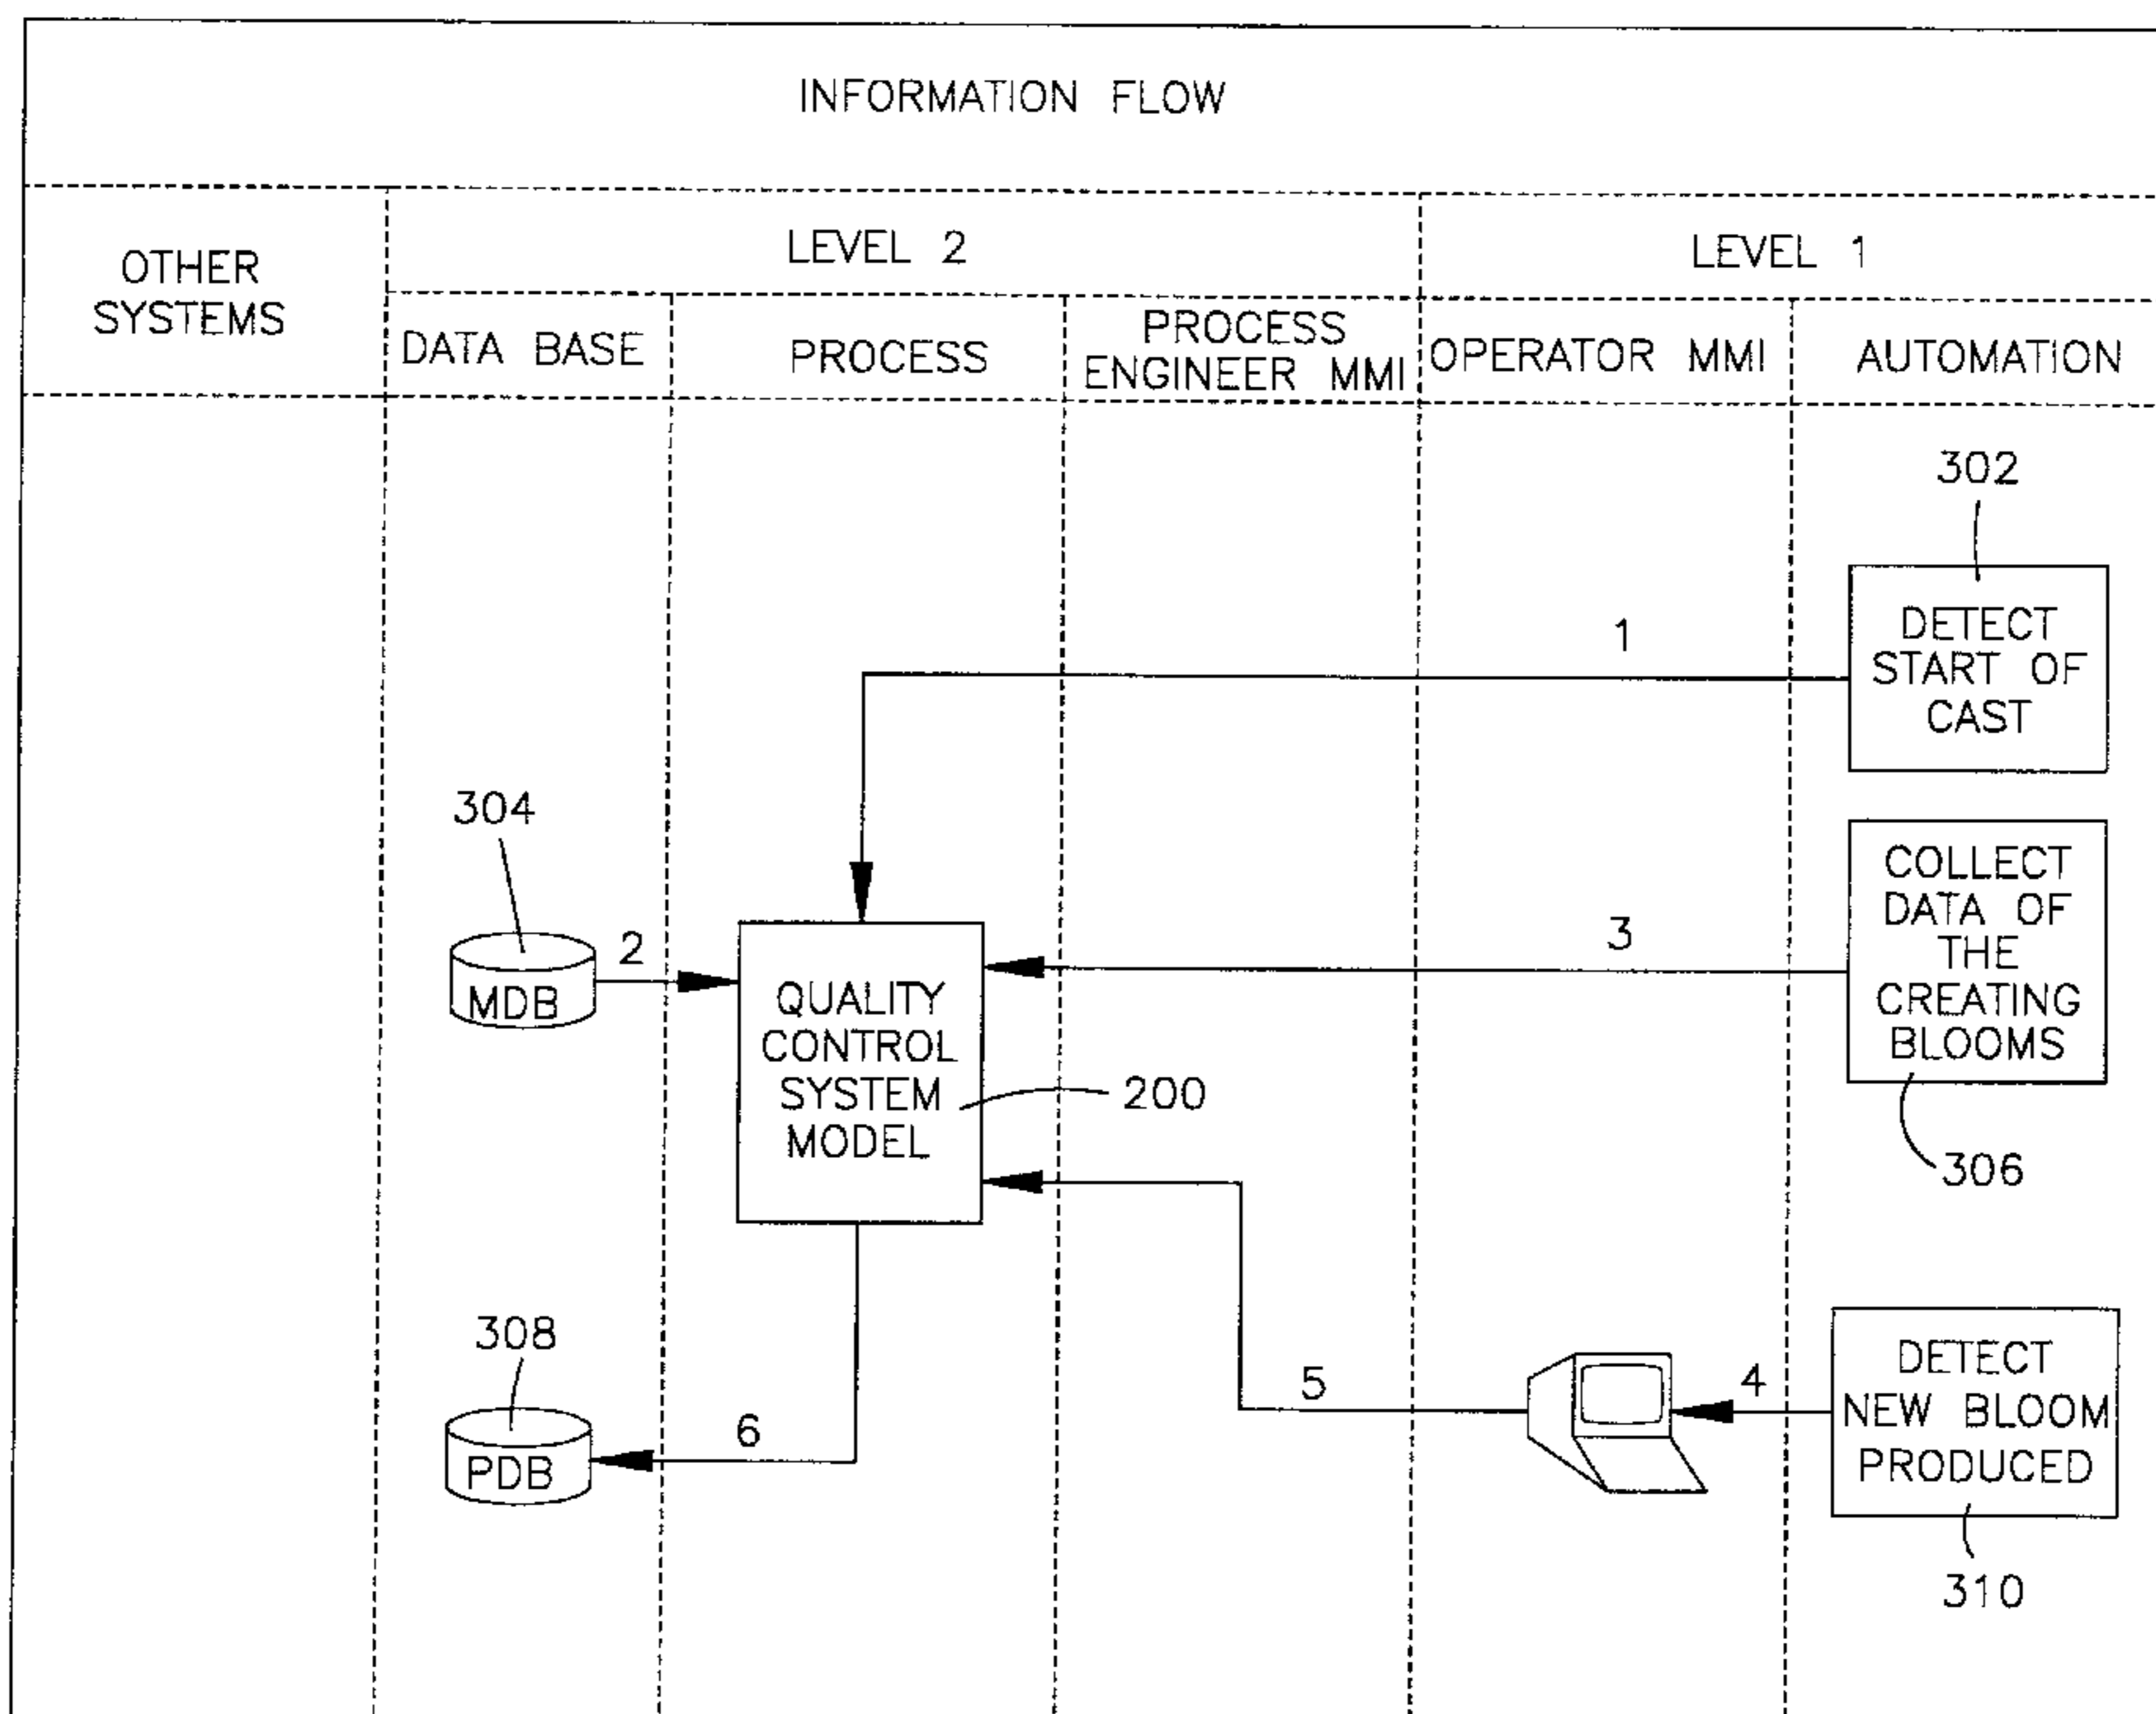 INFORMATION FLOW
OTHER
SYSTEMS
LEVEL 2
LEVEL 1
DATA BASE
PROCESS
PROCESS
ENGINEER MMI
OPERATOR MMI
AUTOMATION
302
DETECT
START OF
CAST
1
304
MDB
2
QUALITY
CONTROL
SYSTEM
MODEL
200
3
COLLECT
DATA OF
THE
CREATING
BLOOMS
306
308
PDB
6
5
4
DETECT
NEW BLOOM
PRODUCED
310